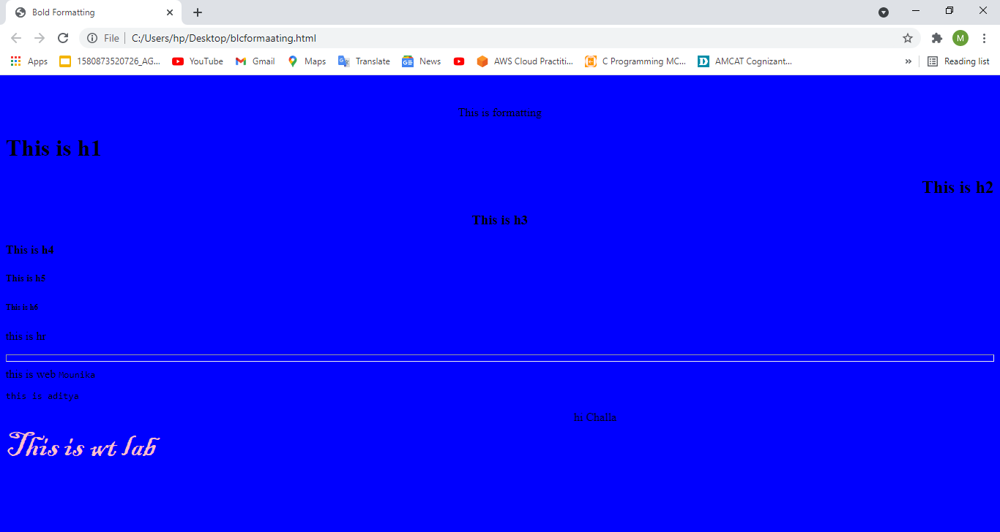 Bold Formatting
File C:/Users/hp/Desktop/blcformaating.html
M
Apps 1580873520726_AG... YouTube Gmail Maps Translate News AWS Cloud Practiti... C Programming MC... AMCAT Cognizant... » Reading list
This is formatting
This is h1
This is h2
This is h3
This is h4
This is h5
This is h6
this is hr
this is web Mounika
this is aditya
hi Challa
This is wt lab